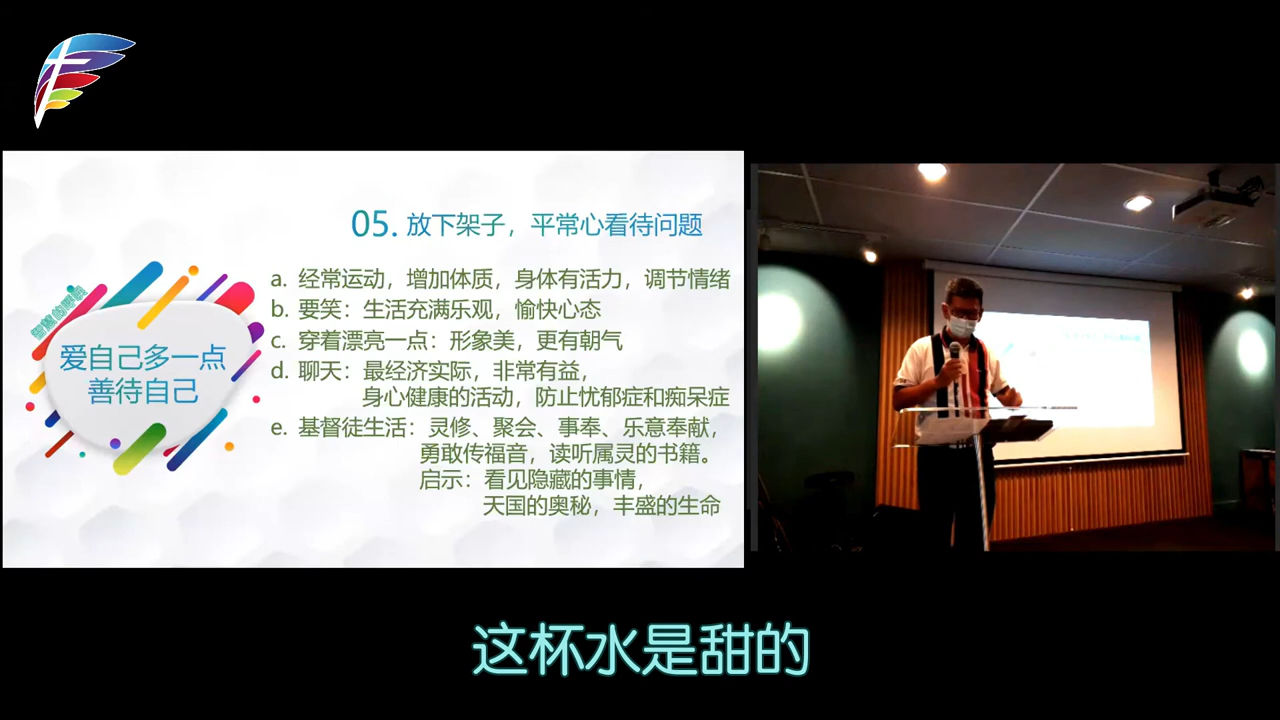 05. 放下架子，平常心看待问题
a. 经常运动，增加体质，身体有活力，调节情绪
b. 要笑：生活充满乐观，愉快心态
c. 穿着漂亮一点：形象美，更有朝气
d. 聊天：最经济实际，非常有益，
身心健康的活动，防止忧郁症和痴呆症
e. 基督徒生活：灵修、聚会、事奉、乐意奉献，
勇敢传福音，读听属灵的书籍。
启示：看见隐藏的事情，
天国的奥秘，丰盛的生命
爱自己多一点
善待自己
这杯水是甜的